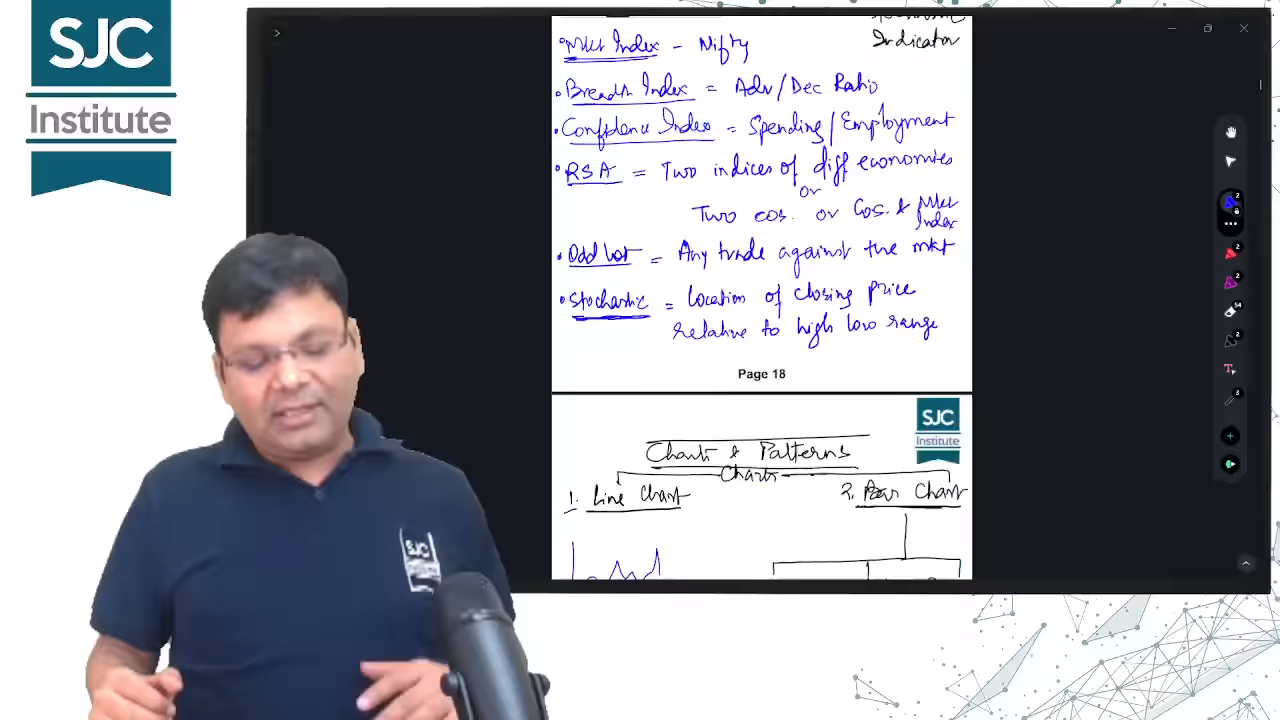 SJC
Institute
Indicator
• Mkt Index - Nifty
• Breadth Index = Adv/Dec Ratio
• Confidence Index = Spending/Employment
• RSA = Two indices of diff economies
or
Two cos. or Cos. & Mkt Index
• Odd lot = Any trade against the mkt
• Stochastic = Location of closing price
relative to high low range
Page 18
SJC
Institute
Charts & Patterns
Charts
1. Line Chart 2. Bar Chart
SJC